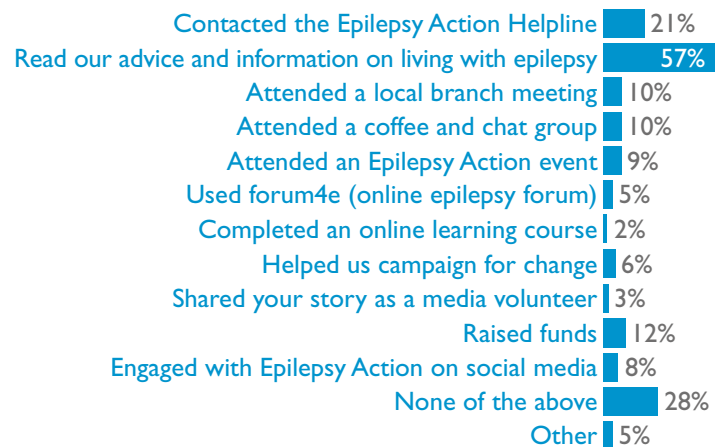 Contacted the Epilepsy Action Helpline 21%
Read our advice and information on living with epilepsy 57%
Attended a local branch meeting 10%
Attended a coffee and chat group 10%
Attended an Epilepsy Action event 9%
Used forum4e (online epilepsy forum) 5%
Completed an online learning course 2%
Helped us campaign for change 6%
Shared your story as a media volunteer 3%
Raised funds 12%
Engaged with Epilepsy Action on social media 8%
None of the above 28%
Other 5%